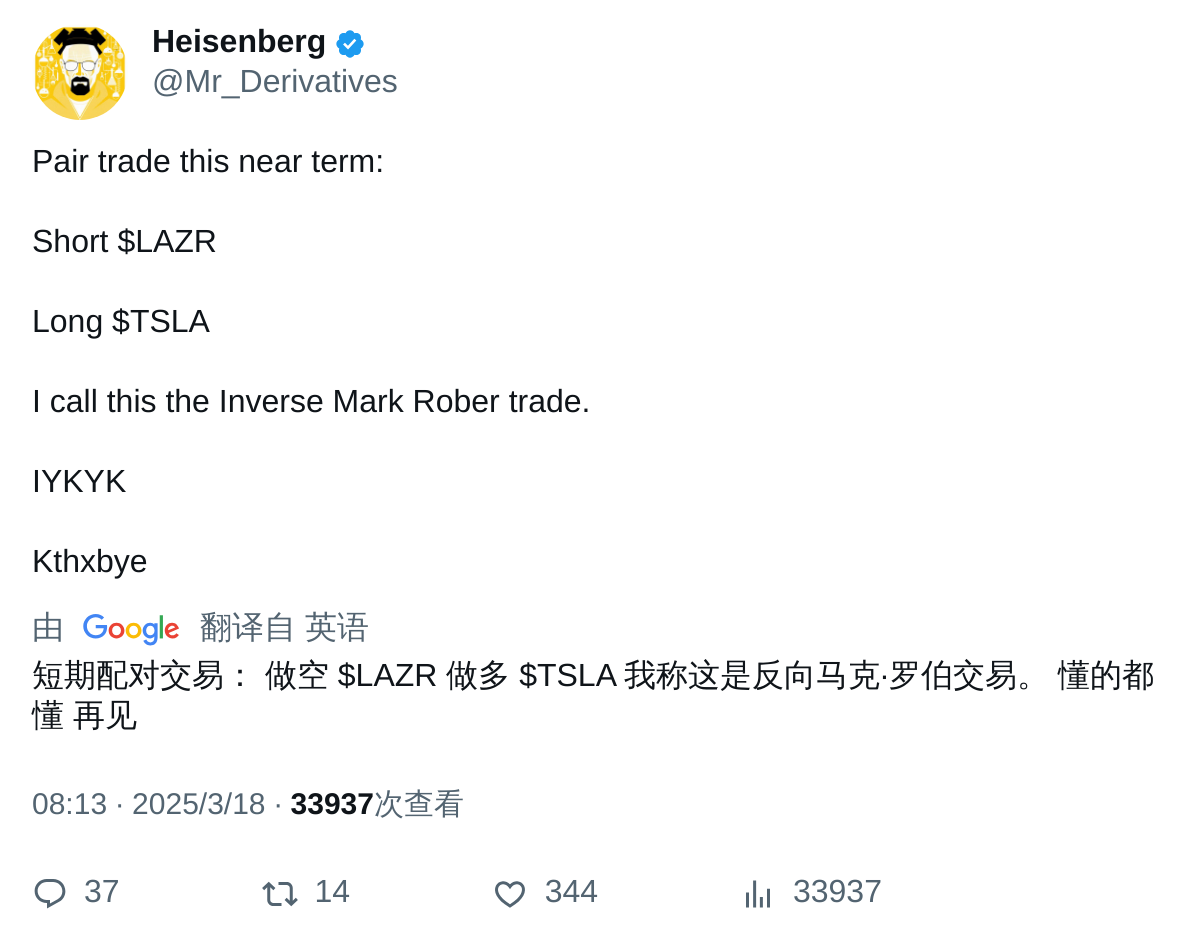 Heisenberg
@Mr_Derivatives
Pair trade this near term:
Short $LAZR
Long $TSLA
I call this the Inverse Mark Rober trade.
IYKYK
Kthxbye
由 Google 翻译自 英语
短期配对交易： 做空 $LAZR 做多 $TSLA 我称这是反向马克·罗伯交易。 懂的都
懂 再见
08:13 · 2025/3/18 · 33937次查看
37 14 344 33937